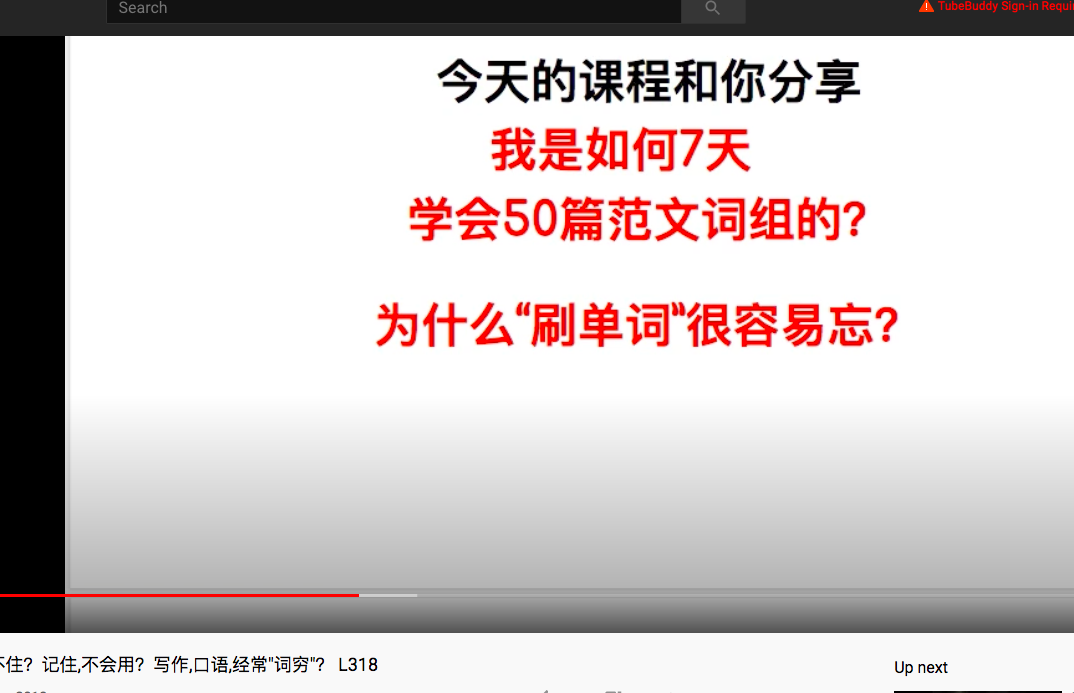 Search
TubeBuddy Sign-in Requi
今天的课程和你分享
我是如何7天
学会50篇范文词组的?
为什么“刷单词”很容易忘?
不住? 记住,不会用? 写作,口语,经常"词穷"? L318
Up next